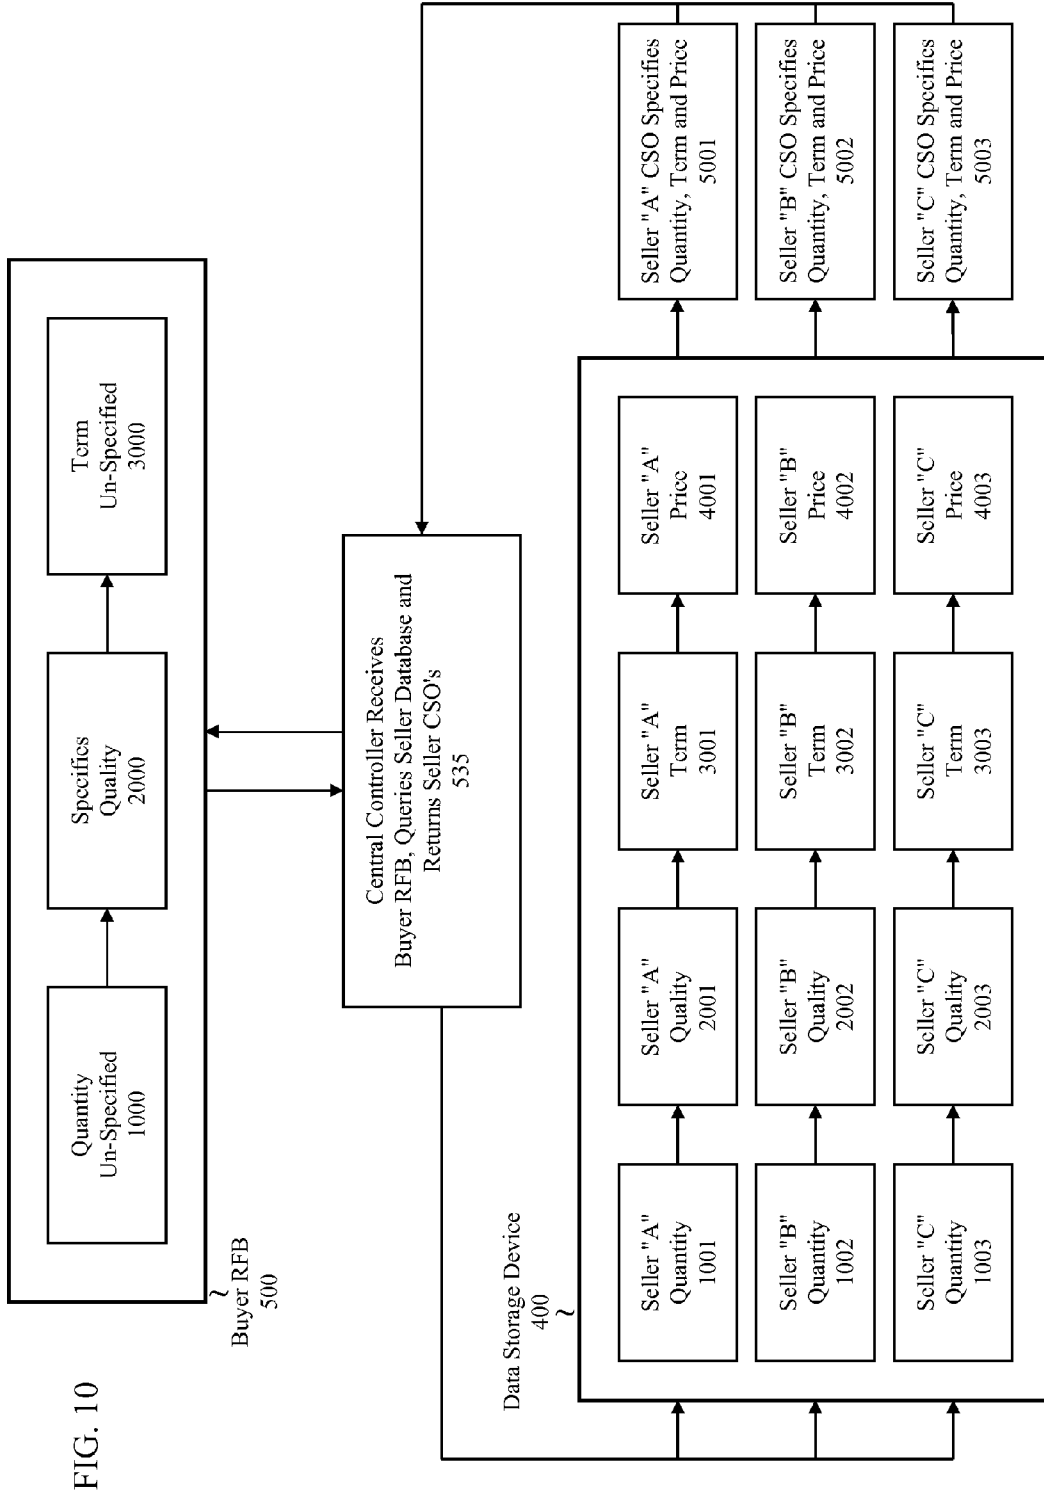 FIG. 10
Quantity
Un-Specified
1000
Specifics
Quality
2000
Term
Un-Specified
3000
Buyer RFB
500
Central Controller Receives
Buyer RFB, Queries Seller Database and
Returns Seller CSO's
535
Data Storage Device
400
Seller "A"
Quantity
1001
Seller "A"
Quality
2001
Seller "A"
Term
3001
Seller "A"
Price
4001
Seller "A" CSO Specifies
Quantity, Term and Price
5001
Seller "B"
Quantity
1002
Seller "B"
Quality
2002
Seller "B"
Term
3002
Seller "B"
Price
4002
Seller "B" CSO Specifies
Quantity, Term and Price
5002
Seller "C"
Quantity
1003
Seller "C"
Quality
2003
Seller "C"
Term
3003
Seller "C"
Price
4003
Seller "C" CSO Specifies
Quantity, Term and Price
5003